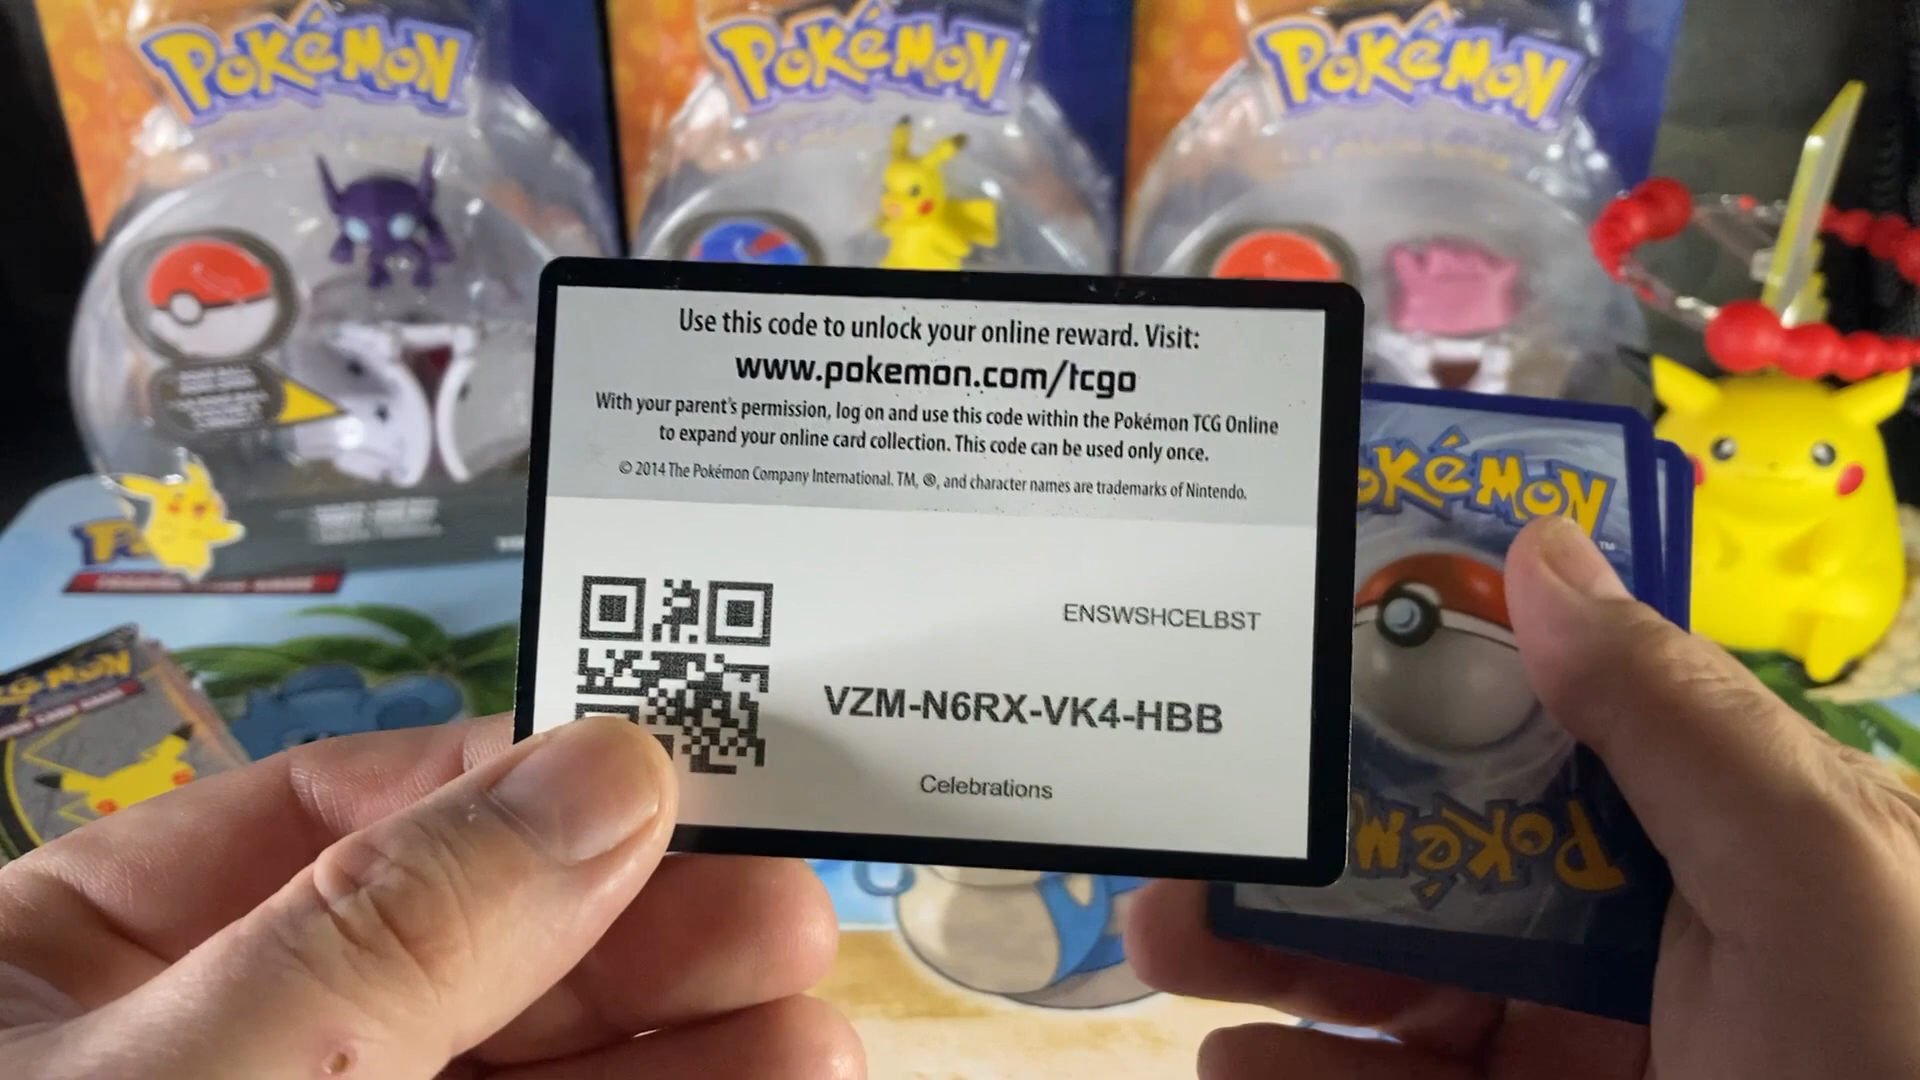 POKéMON
POKéMON
POKéMON
Use this code to unlock your online reward. Visit:
www.pokemon.com/tcgo
With your parent's permission, log on and use this code within the Pokémon TCG Online
to expand your online card collection. This code can be used only once.
© 2014 The Pokémon Company International. TM, ®, and character names are trademarks of Nintendo.
ENSWSHCELBST
VZM-N6RX-VK4-HBB
Celebrations
OKéMON
TM
POKéM